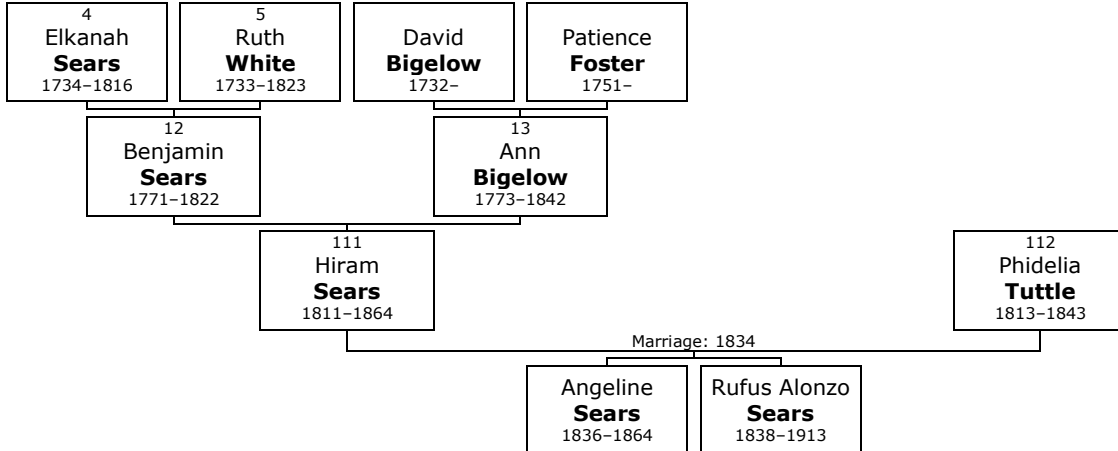 4
Elkanah
Sears
1734–1816
5
Ruth
White
1733–1823
David
Bigelow
1732–
Patience
Foster
1751–
12
Benjamin
Sears
1771–1822
13
Ann
Bigelow
1773–1842
111
Hiram
Sears
1811–1864
112
Phidelia
Tuttle
1813–1843
Marriage: 1834
Angeline
Sears
1836–1864
Rufus Alonzo
Sears
1838–1913